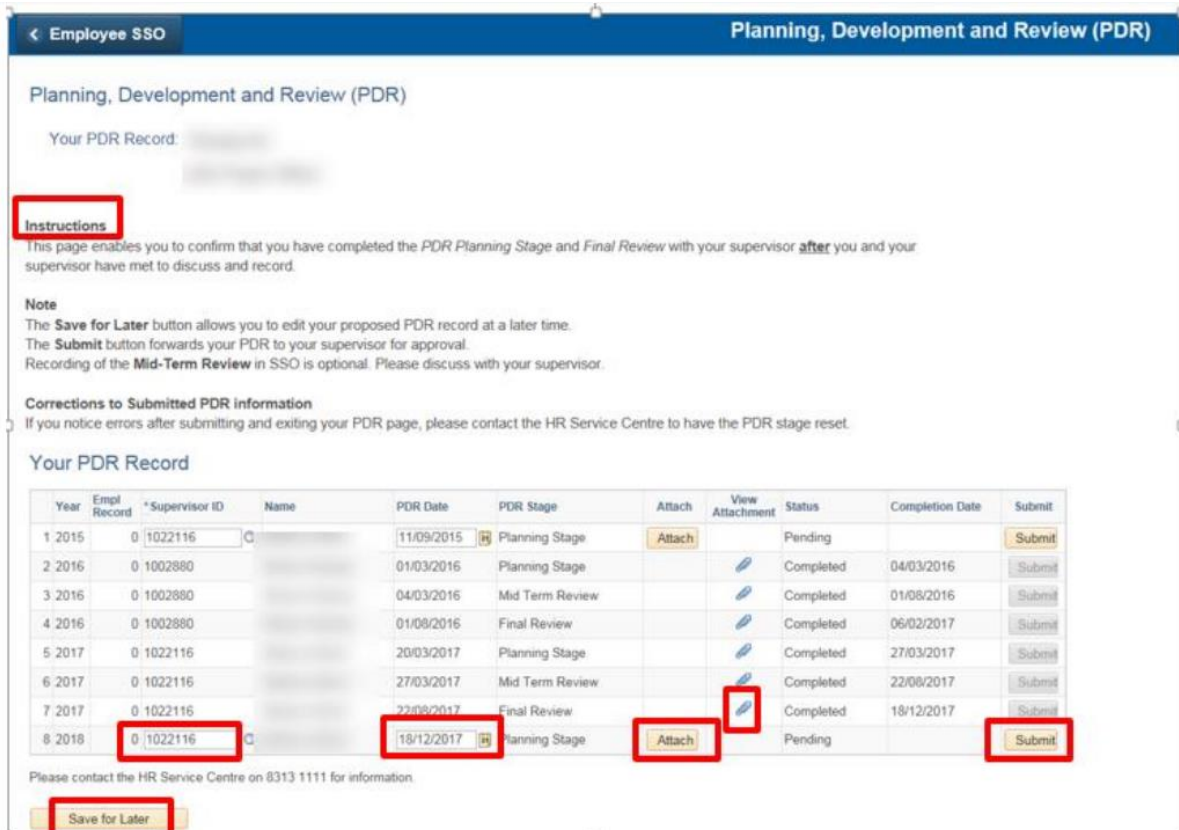 Employee SSO
Planning, Development and Review (PDR)
Planning, Development and Review (PDR)
Your PDR Record:
Instructions
This page enables you to confirm that you have completed the PDR Planning Stage and Final Review with your supervisor after you and your
supervisor have met to discuss and record.
Note
The Save for Later button allows you to edit your proposed PDR record at a later time.
The Submit button forwards your PDR to your supervisor for approval.
Recording of the Mid-Term Review in SSO is optional. Please discuss with your supervisor.
Corrections to Submitted PDR information
If you notice errors after submitting and exiting your PDR page, please contact the HR Service Centre to have the PDR stage reset.
Your PDR Record
Year Empl Record *Supervisor ID Name PDR Date PDR Stage Attach View Attachment Status Completion Date Submit
1 2015 0 1022116 11/09/2015 Planning Stage Attach Pending Submit
2 2016 0 1002880 01/03/2016 Planning Stage Completed 04/03/2016 Submit
3 2016 0 1002880 04/03/2016 Mid Term Review Completed 01/08/2016 Submit
4 2016 0 1002880 01/08/2016 Final Review Completed 06/02/2017 Submit
5 2017 0 1022116 20/03/2017 Planning Stage Completed 27/03/2017 Submit
6 2017 0 1022116 27/03/2017 Mid Term Review Completed 22/08/2017 Submit
7 2017 0 1022116 22/08/2017 Final Review Completed 18/12/2017 Submit
8 2018 0 1022116 18/12/2017 Planning Stage Attach Pending Submit
Please contact the HR Service Centre on 8313 1111 for information.
Save for Later